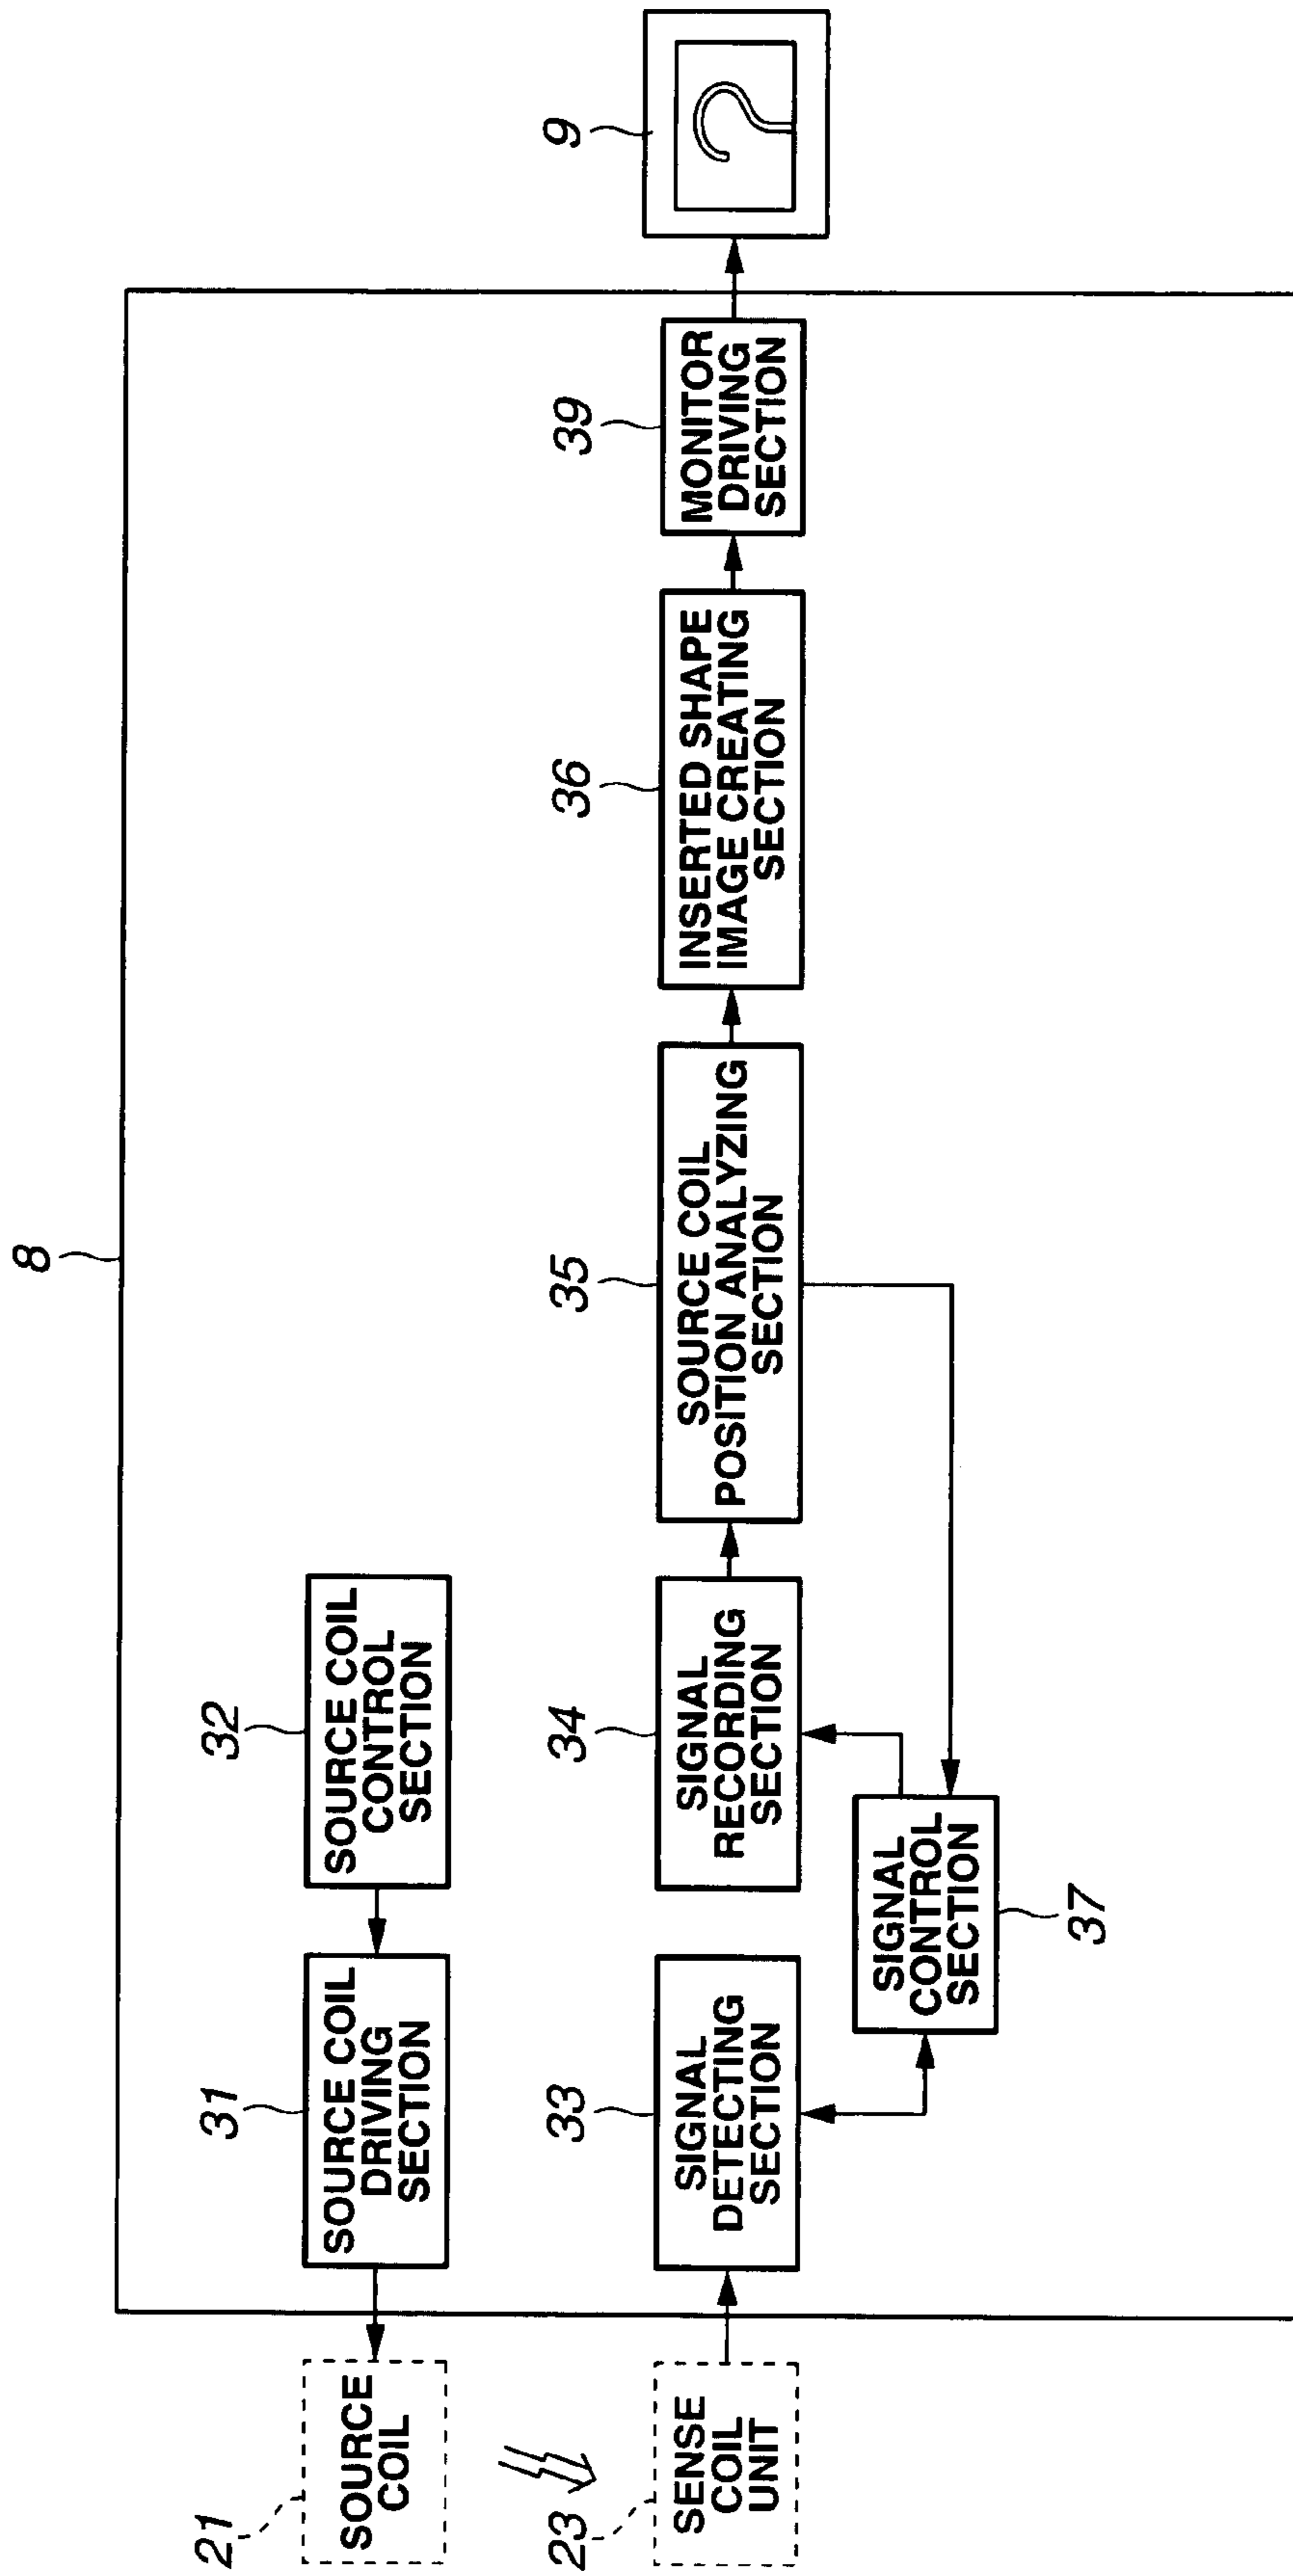 8
21
SOURCE
COIL
31
SOURCE COIL
DRIVING
SECTION
32
SOURCE COIL
CONTROL
SECTION
23
SENSE
COIL
UNIT
33
SIGNAL
DETECTING
SECTION
34
SIGNAL
RECORDING
SECTION
35
SOURCE COIL
POSITION ANALYZING
SECTION
36
INSERTED SHAPE
IMAGE CREATING
SECTION
39
MONITOR
DRIVING
SECTION
9
SIGNAL
CONTROL
SECTION
37